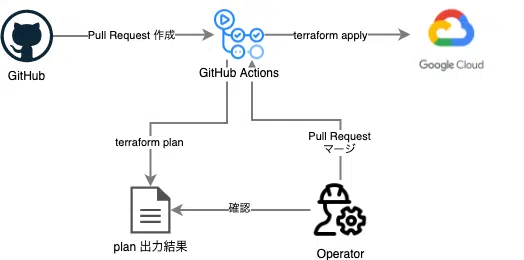 Pull Request 作成
terraform apply
GitHub
GitHub Actions
Google Cloud
terraform plan
Pull Request
マージ
確認
plan 出力結果
Operator